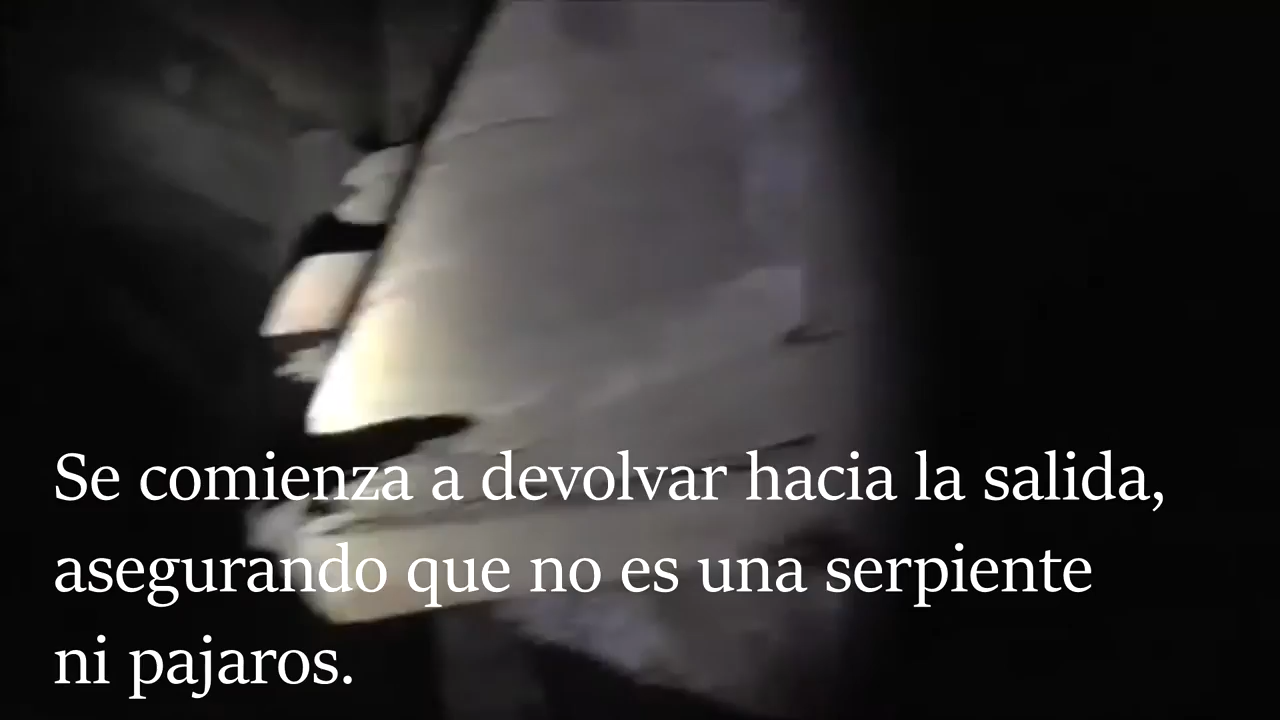 Se comienza a devolvar hacia la salida,
asegurando que no es una serpiente
ni pajaros.